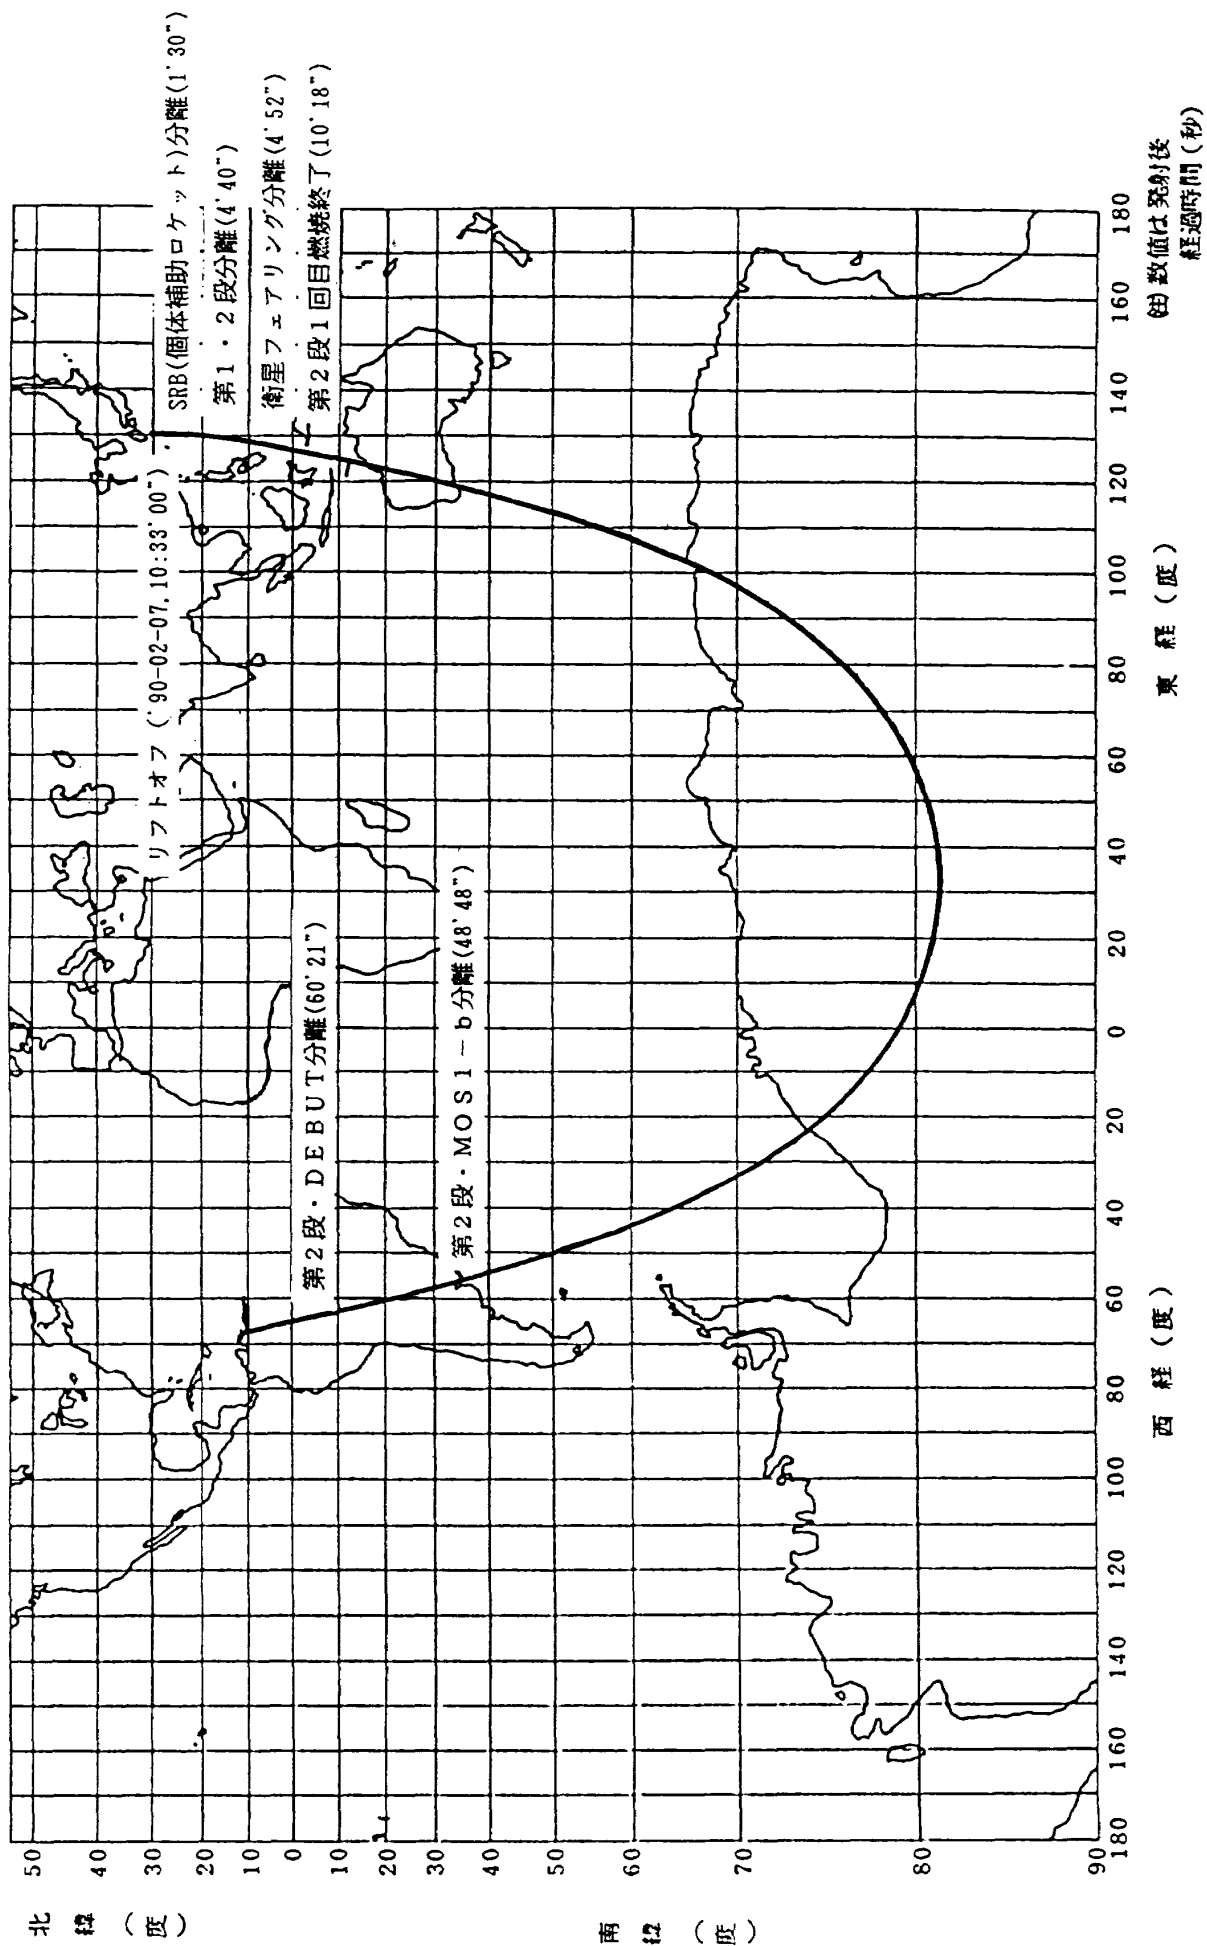 SRB(個体補助ロケット)分離(1'30")
第1・2段分離(4'40")
衛星フェアリング分離(4'52")
第2段1回目燃焼終了(10'18")
リフトオフ('90-02-07,10:33'00")
第2段・DEBUT分離(60'21")
第2段・MOS1-b分離(48'48")
北緯(度)
50
40
30
20
10
0
10
20
30
40
50
60
70
80
90
南緯(度)
180
160
140
120
100
80
60
40
20
0
20
40
60
80
100
120
140
160
180
西経(度)
東経(度)
(註)数値は発射後
経過時間(秒)